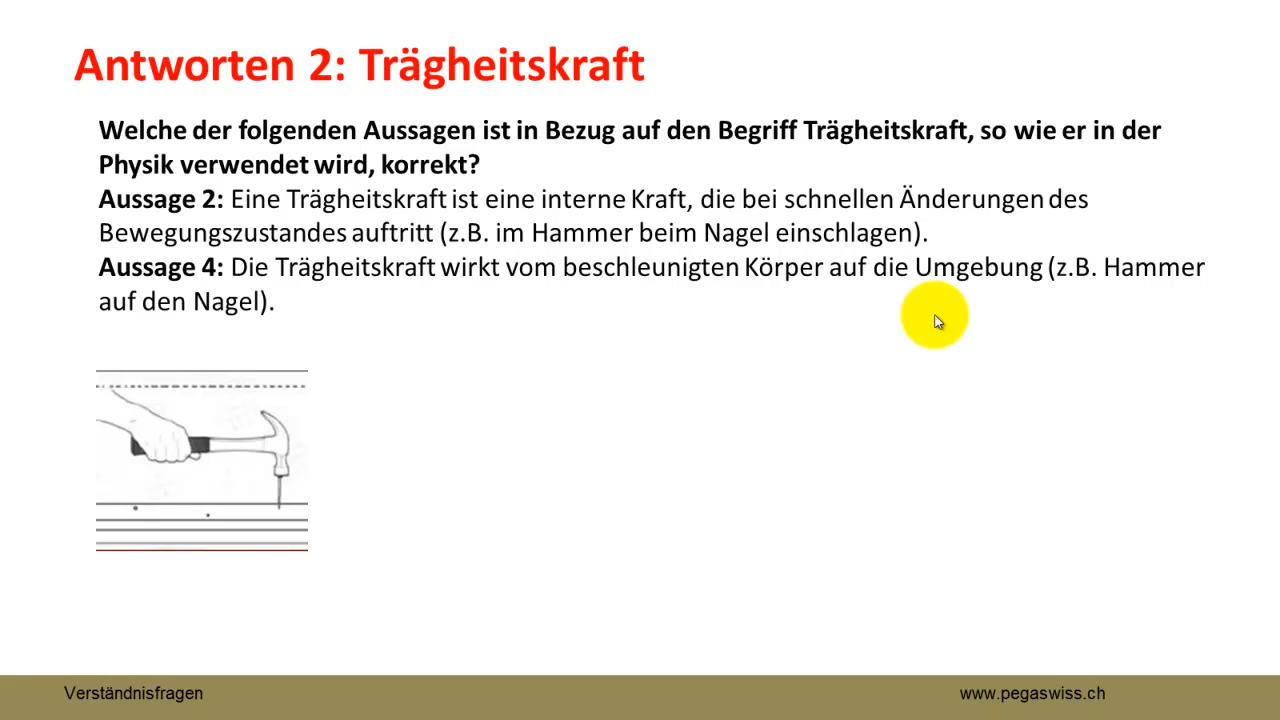 Antworten 2: Trägheitskraft
Welche der folgenden Aussagen ist in Bezug auf den Begriff Trägheitskraft, so wie er in der
Physik verwendet wird, korrekt?
Aussage 2: Eine Trägheitskraft ist eine interne Kraft, die bei schnellen Änderungen des
Bewegungszustandes auftritt (z.B. im Hammer beim Nagel einschlagen).
Aussage 4: Die Trägheitskraft wirkt vom beschleunigten Körper auf die Umgebung (z.B. Hammer
auf den Nagel).
Verständnisfragen
www.pegaswiss.ch